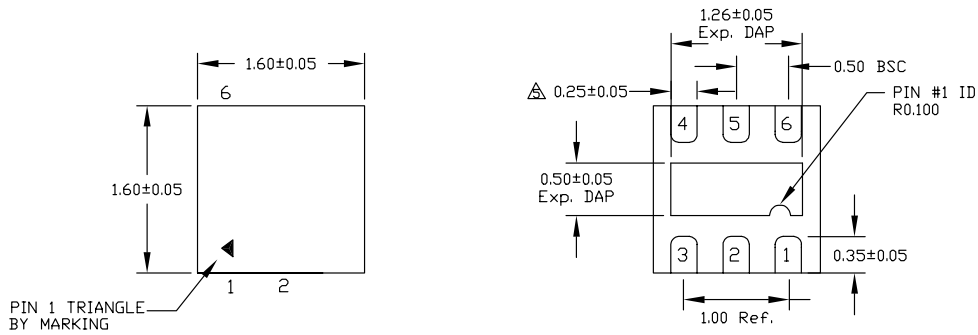 1.60±0.05
6
1.60±0.05
1
2
PIN 1 TRIANGLE
BY MARKING
1.26±0.05
Exp. DAP
0.50 BSC
5 0.25±0.05
PIN #1 ID
R0.100
4 5 6
0.50±0.05
Exp. DAP
3 2 1
0.35±0.05
1.00 Ref.